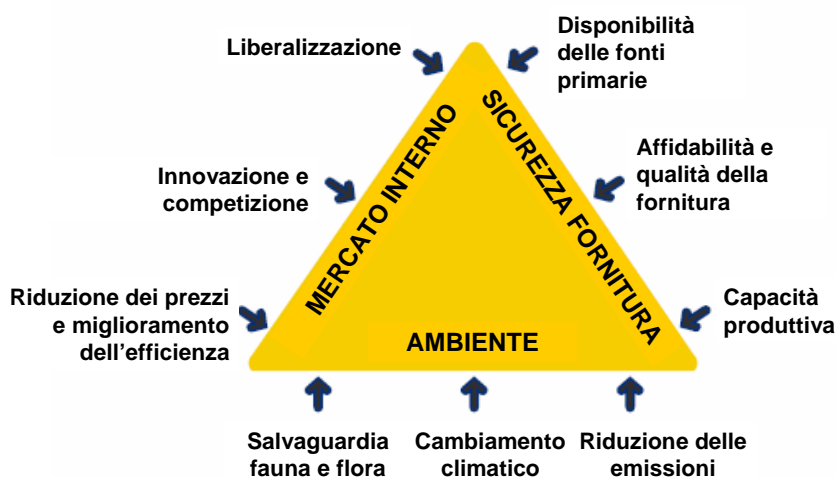 Liberalizzazione
Disponibilità
delle fonti
primarie
MERCATO INTERNO
SICUREZZA FORNITURA
Innovazione e
competizione
Affidabilità e
qualità della
fornitura
Riduzione dei prezzi
e miglioramento
dell’efficienza
Capacità
produttiva
AMBIENTE
Salvaguardia
fauna e flora
Cambiamento
climatico
Riduzione delle
emissioni